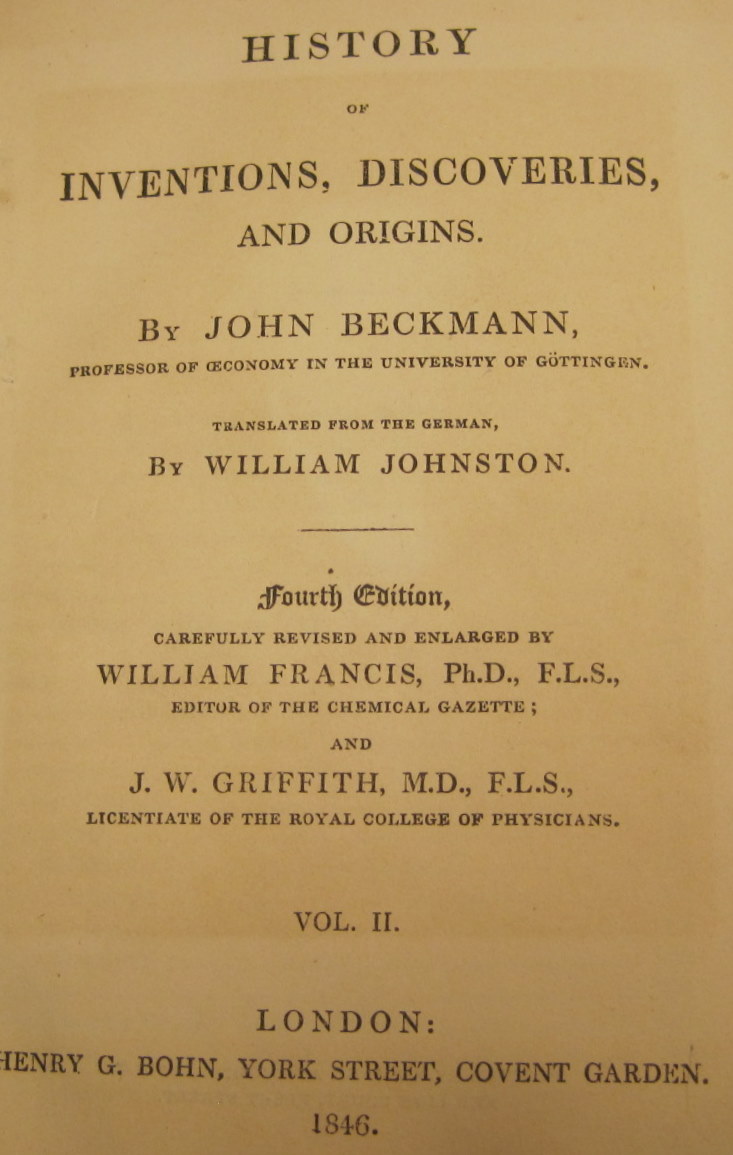 HISTORY
OF
INVENTIONS, DISCOVERIES,
AND ORIGINS.
By JOHN BECKMANN,
PROFESSOR OF ŒCONOMY IN THE UNIVERSITY OF GÖTTINGEN.
TRANSLATED FROM THE GERMAN,
By WILLIAM JOHNSTON.
Fourth Edition,
CAREFULLY REVISED AND ENLARGED BY
WILLIAM FRANCIS, Ph.D., F.L.S.,
EDITOR OF THE CHEMICAL GAZETTE ;
AND
J. W. GRIFFITH, M.D., F.L.S.,
LICENTIATE OF THE ROYAL COLLEGE OF PHYSICIANS.
VOL. II.
LONDON:
HENRY G. BOHN, YORK STREET, COVENT GARDEN.
1846.